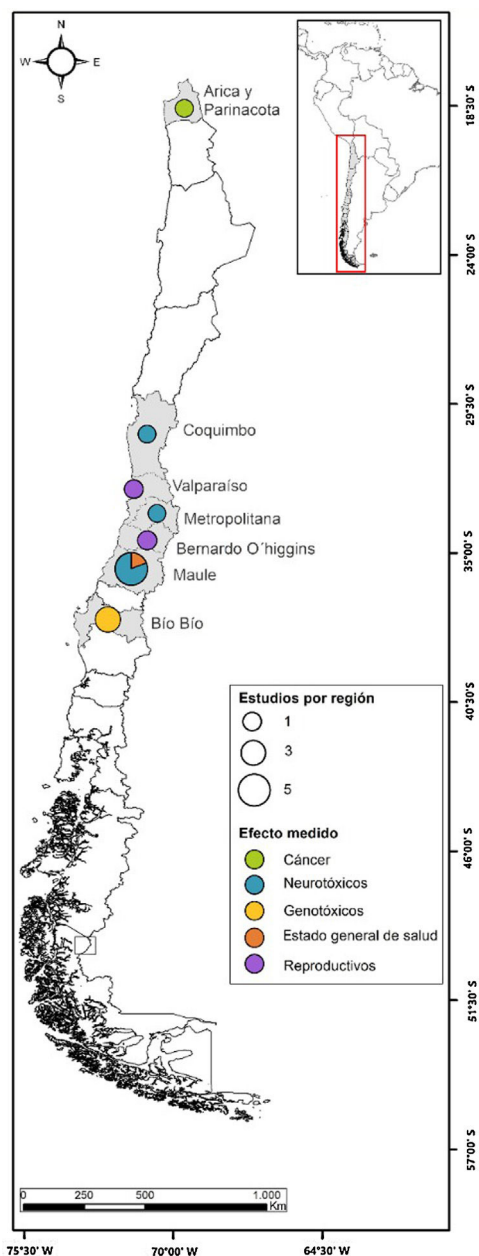 N
W
E
S
Arica y
Parinacota
Coquimbo
Valparaíso
Metropolitana
Bernardo O´higgins
Maule
Bío Bío
Estudios por región
1
3
5
Efecto medido
Cáncer
Neurotóxicos
Genotóxicos
Estado general de salud
Reproductivos
18°30' S
24°00' S
29°30' S
35°00' S
40°30' S
46°00' S
51°30' S
57°00' S
0
250
500
1.000
Km
75°30' W
70°00' W
64°30' W